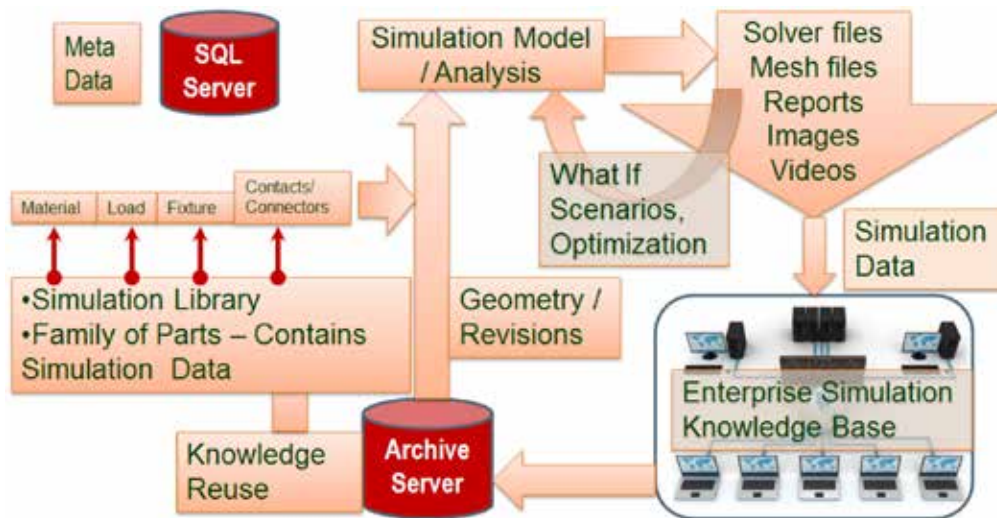 Meta
Data
SQL
Server
Simulation Model
/ Analysis
Solver files
Mesh files
Reports
Images
Videos
What If
Scenarios,
Optimization
Material
Load
Fixture
Contacts/
Connectors
•Simulation Library
•Family of Parts – Contains
Simulation Data
Geometry /
Revisions
Simulation
Data
Enterprise Simulation
Knowledge Base
Knowledge
Reuse
Archive
Server